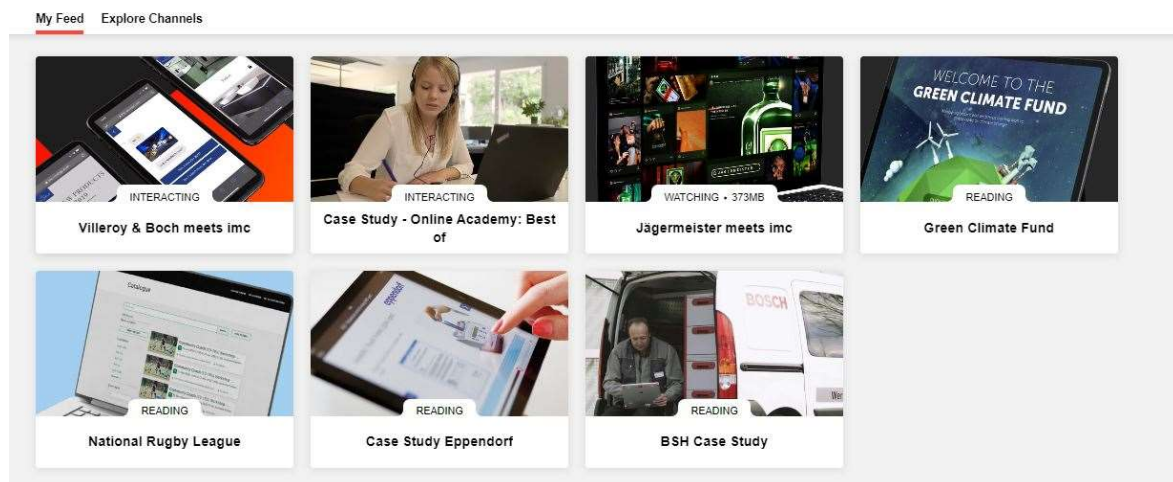 My Feed Explore Channels
INTERACTING
Villeroy & Boch meets imc
INTERACTING
Case Study - Online Academy: Best
of
WATCHING • 373MB
Jägermeister meets imc
WELCOME TO THE
GREEN CLIMATE FUND
READING
Green Climate Fund
Catalogue
READING
National Rugby League
eppendorf
READING
Case Study Eppendorf
BOSCH
READING
BSH Case Study